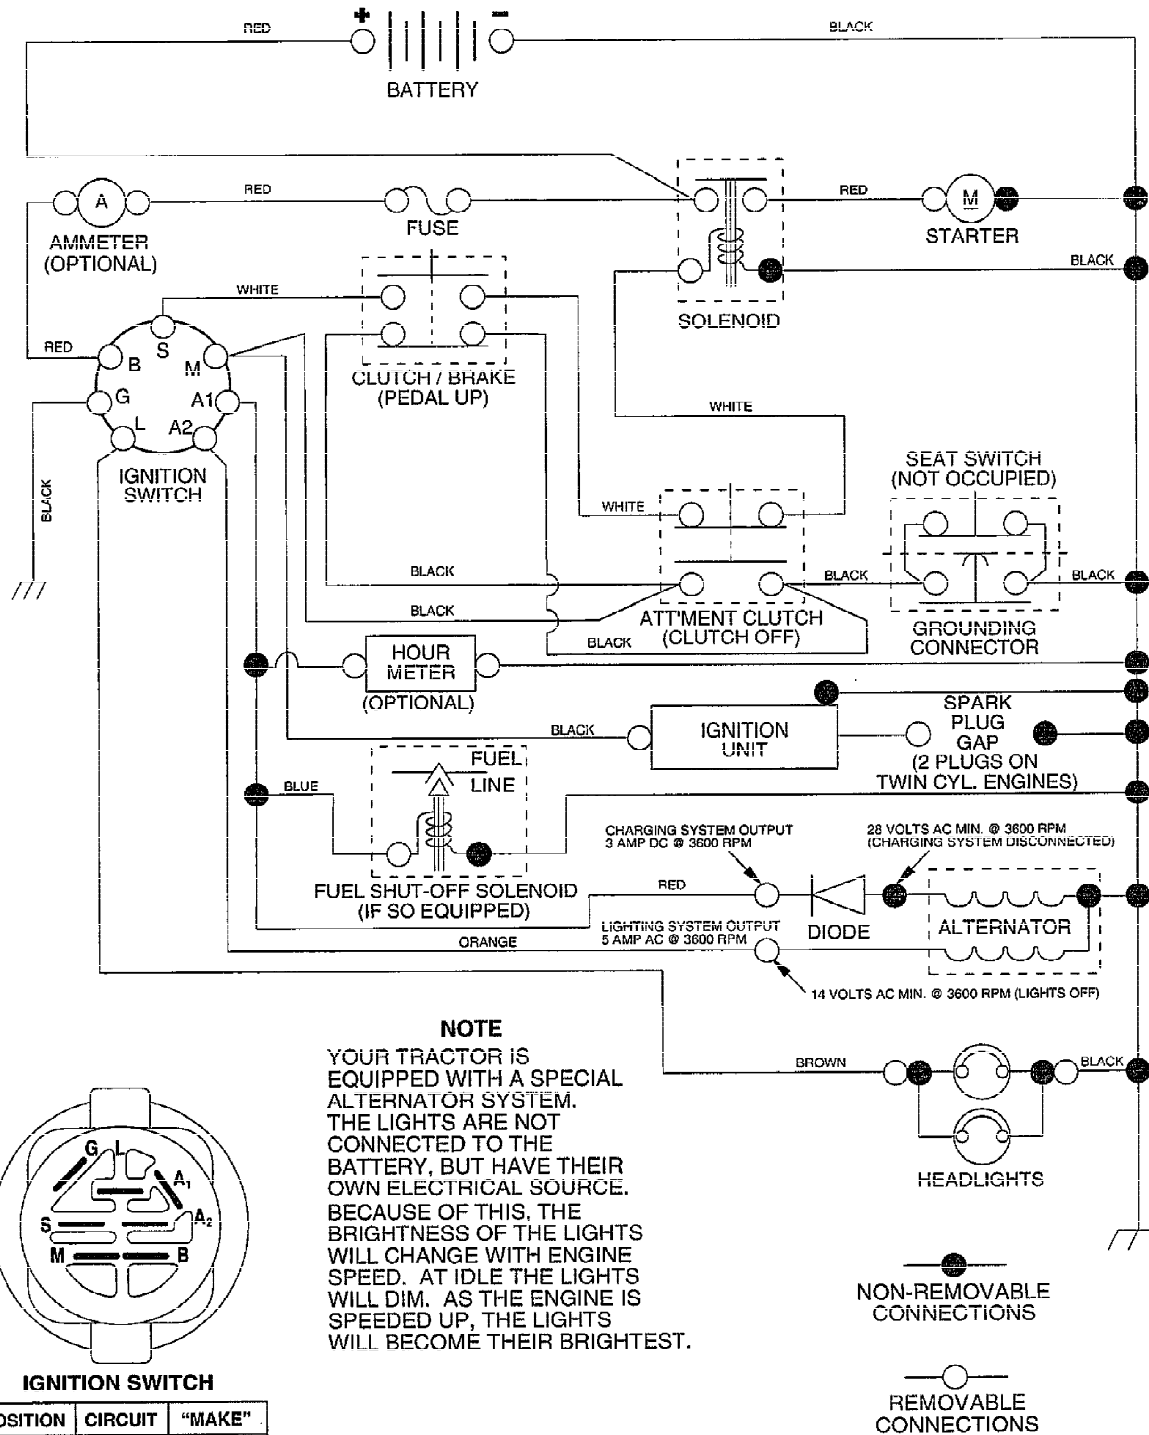 + −
RED
BLACK
BATTERY
A
RED
FUSE
RED
M
STARTER
AMMETER
(OPTIONAL)
BLACK
WHITE
SOLENOID
RED
S
B
M
G
A1
L
A2
CLUTCH / BRAKE
(PEDAL UP)
WHITE
IGNITION
SWITCH
BLACK
SEAT SWITCH
(NOT OCCUPIED)
WHITE
BLACK
BLACK
BLACK
BLACK
ATT'MENT CLUTCH
(CLUTCH OFF)
BLACK
GROUNDING
CONNECTOR
HOUR
METER
(OPTIONAL)
BLACK
IGNITION
UNIT
SPARK
PLUG
GAP
(2 PLUGS ON
TWIN CYL. ENGINES)
FUEL
LINE
BLUE
FUEL SHUT-OFF SOLENOID
(IF SO EQUIPPED)
CHARGING SYSTEM OUTPUT
3 AMP DC @ 3600 RPM
28 VOLTS AC MIN. @ 3600 RPM
(CHARGING SYSTEM DISCONNECTED)
RED
DIODE
ALTERNATOR
LIGHTING SYSTEM OUTPUT
5 AMP AC @ 3600 RPM
ORANGE
14 VOLTS AC MIN. @ 3600 RPM (LIGHTS OFF)
BROWN
BLACK
HEADLIGHTS
NOTE
YOUR TRACTOR IS
EQUIPPED WITH A SPECIAL
ALTERNATOR SYSTEM.
THE LIGHTS ARE NOT
CONNECTED TO THE
BATTERY, BUT HAVE THEIR
OWN ELECTRICAL SOURCE.
BECAUSE OF THIS, THE
BRIGHTNESS OF THE LIGHTS
WILL CHANGE WITH ENGINE
SPEED. AT IDLE THE LIGHTS
WILL DIM. AS THE ENGINE IS
SPEEDED UP, THE LIGHTS
WILL BECOME THEIR BRIGHTEST.
G L
A₁
S
A₂
M B
IGNITION SWITCH
OSITION CIRCUIT "MAKE"
NON-REMOVABLE
CONNECTIONS
REMOVABLE
CONNECTIONS